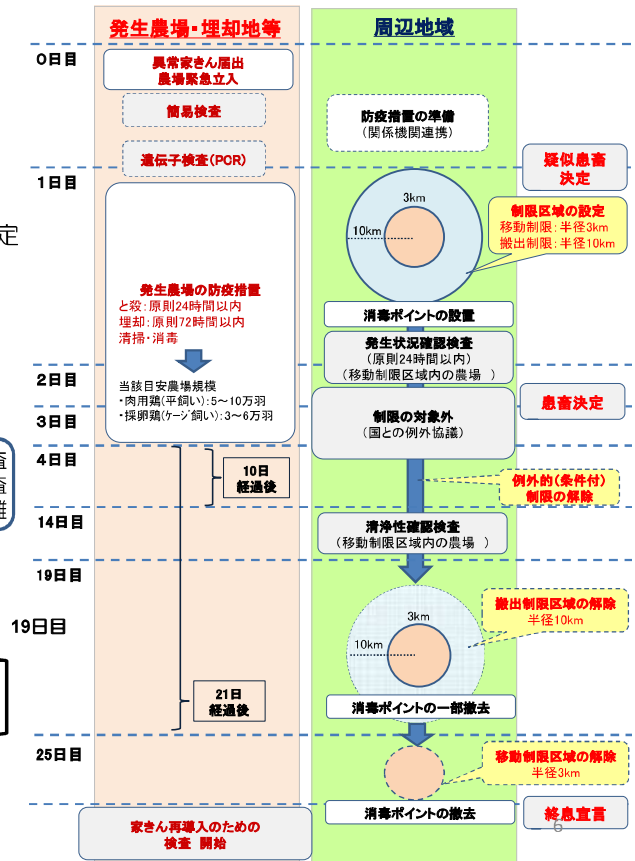 発生農場・埋却地等
周辺地域
0日目
異常家きん届出
農場緊急立入
簡易検査
防疫措置の準備
（関係機関連携）
遺伝子検査（PCR）
疑似患畜
決定
1日目
3km
10km
制限区域の設定
移動制限：半径3km
搬出制限：半径10km
定
発生農場の防疫措置
と殺：原則24時間以内
埋却：原則72時間以内
清掃・消毒
消毒ポイントの設置
発生状況確認検査
（原則24時間以内）
（移動制限区域内の農場　）
2日目
当該目安農場規模
・肉用鶏（平飼い）：5～10万羽
・採卵鶏（ケージ飼い）：3～6万羽
患畜決定
3日目
制限の対象外
（国との例外協議）
4日目
査
査
10日
経過後
例外的（条件付）
制限の解除
14日目
清浄性確認検査
（移動制限区域内の農場　）
19日目
19日目
搬出制限区域の解除
半径10km
3km
10km
21日
経過後
消毒ポイントの一部撤去
25日目
移動制限区域の解除
半径3km
消毒ポイントの撤去
終息宣言
6
家きん再導入のための
検査 開始